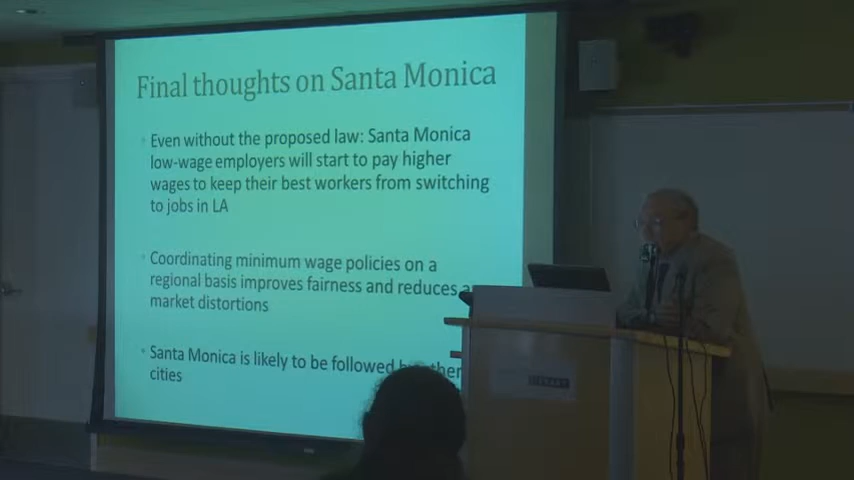 Final thoughts on Santa Monica
Even without the proposed law: Santa Monica
low-wage employers will start to pay higher
wages to keep their best workers from switching
to jobs in LA
Coordinating minimum wage policies on a
regional basis improves fairness and reduces
market distortions
Santa Monica is likely to be followed
cities